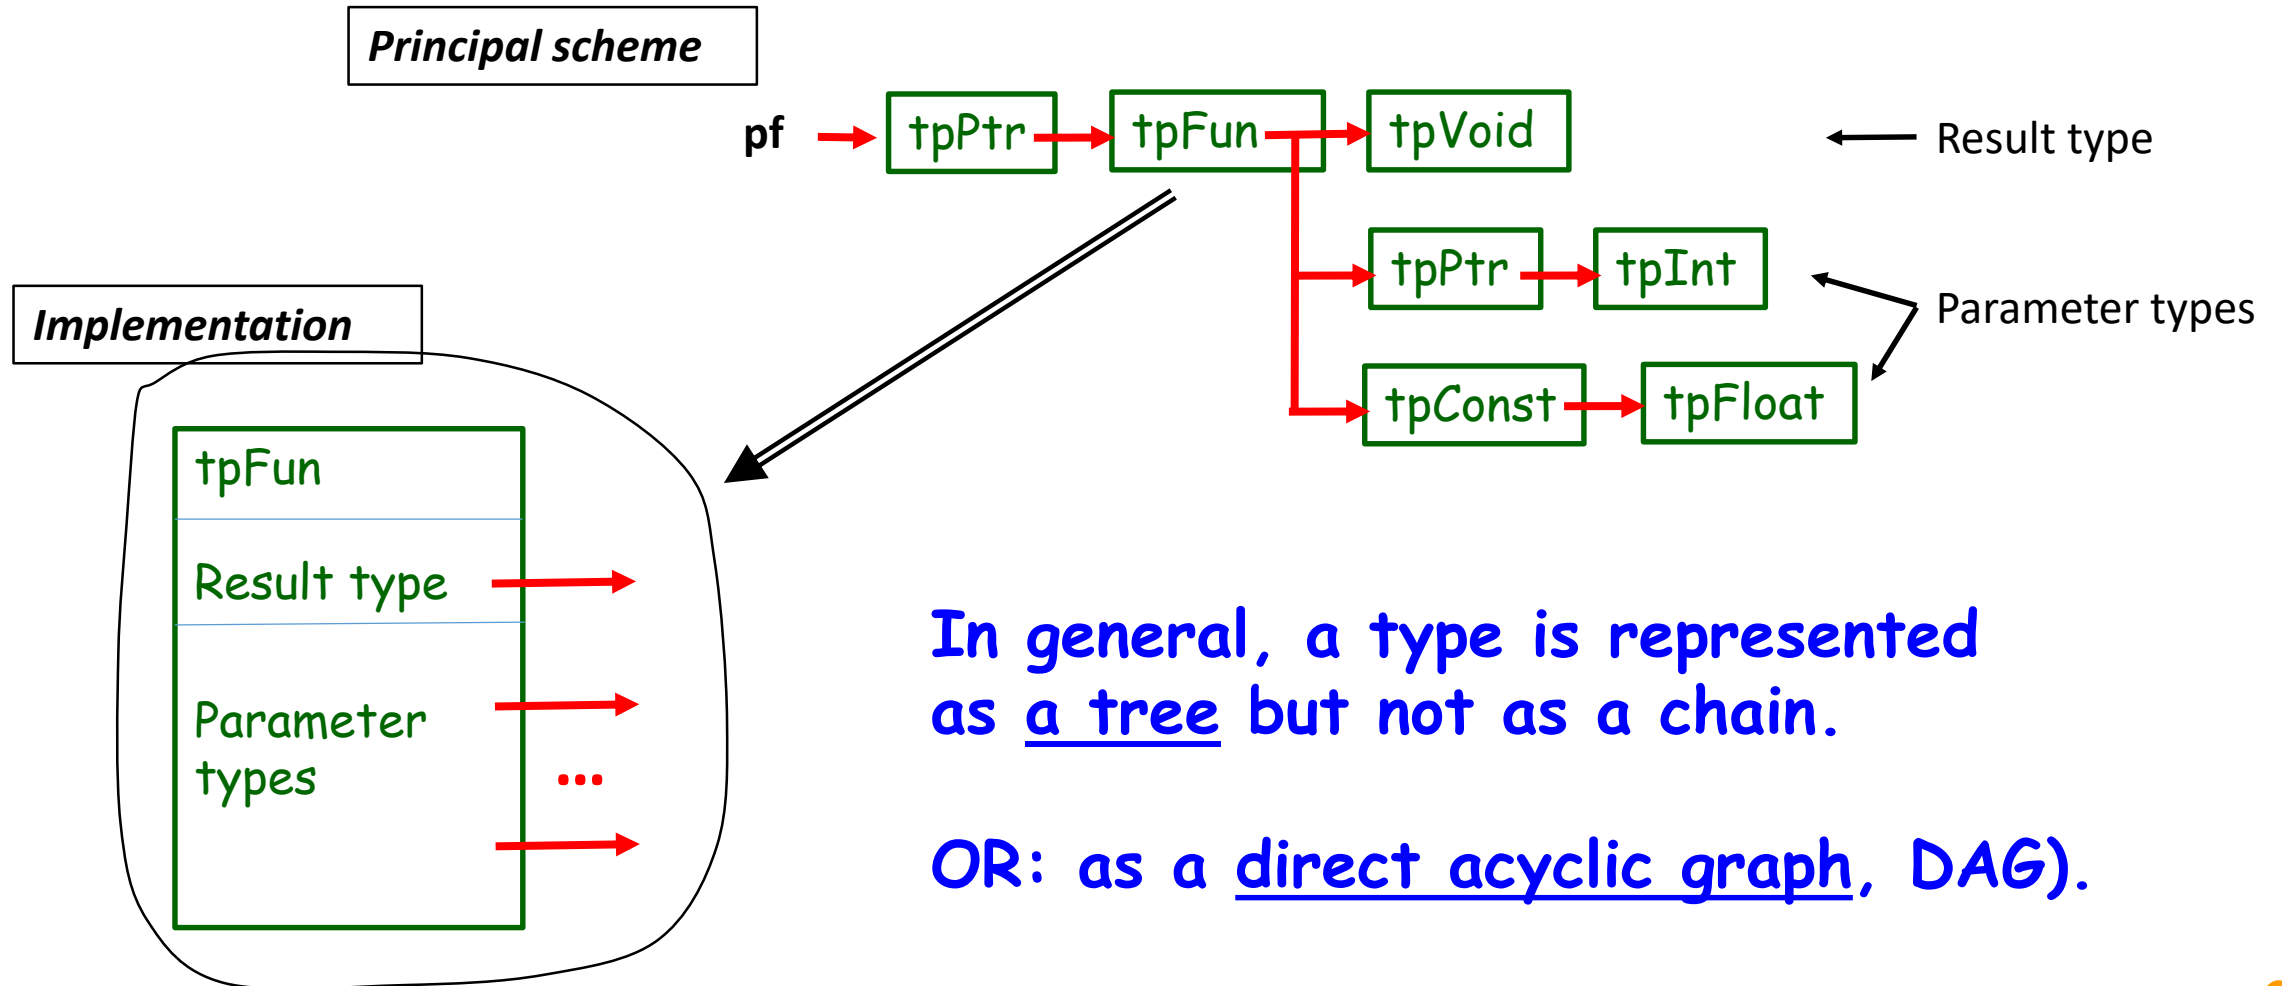 Principal scheme
pf tpPtr tpFun tpVoid Result type
tpPtr tpInt
Parameter types
tpConst tpFloat
Implementation
tpFun
Result type
Parameter
types
...
In general, a type is represented
as a tree but not as a chain.
OR: as a direct acyclic graph, DAG).